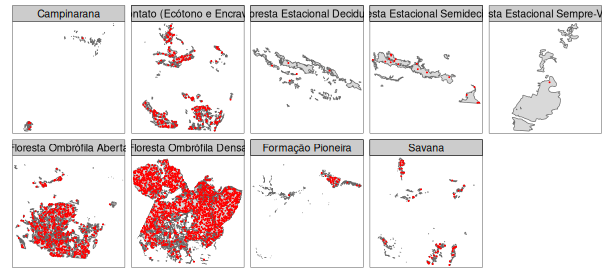 Campinarana
ntato (Ecótono e Encrav
oresta Estacional Decidu
esta Estacional Semidec
sta Estacional Sempre-V
Floresta Ombrófila Aberta
Floresta Ombrófila Densa
Formação Pioneira
Savana